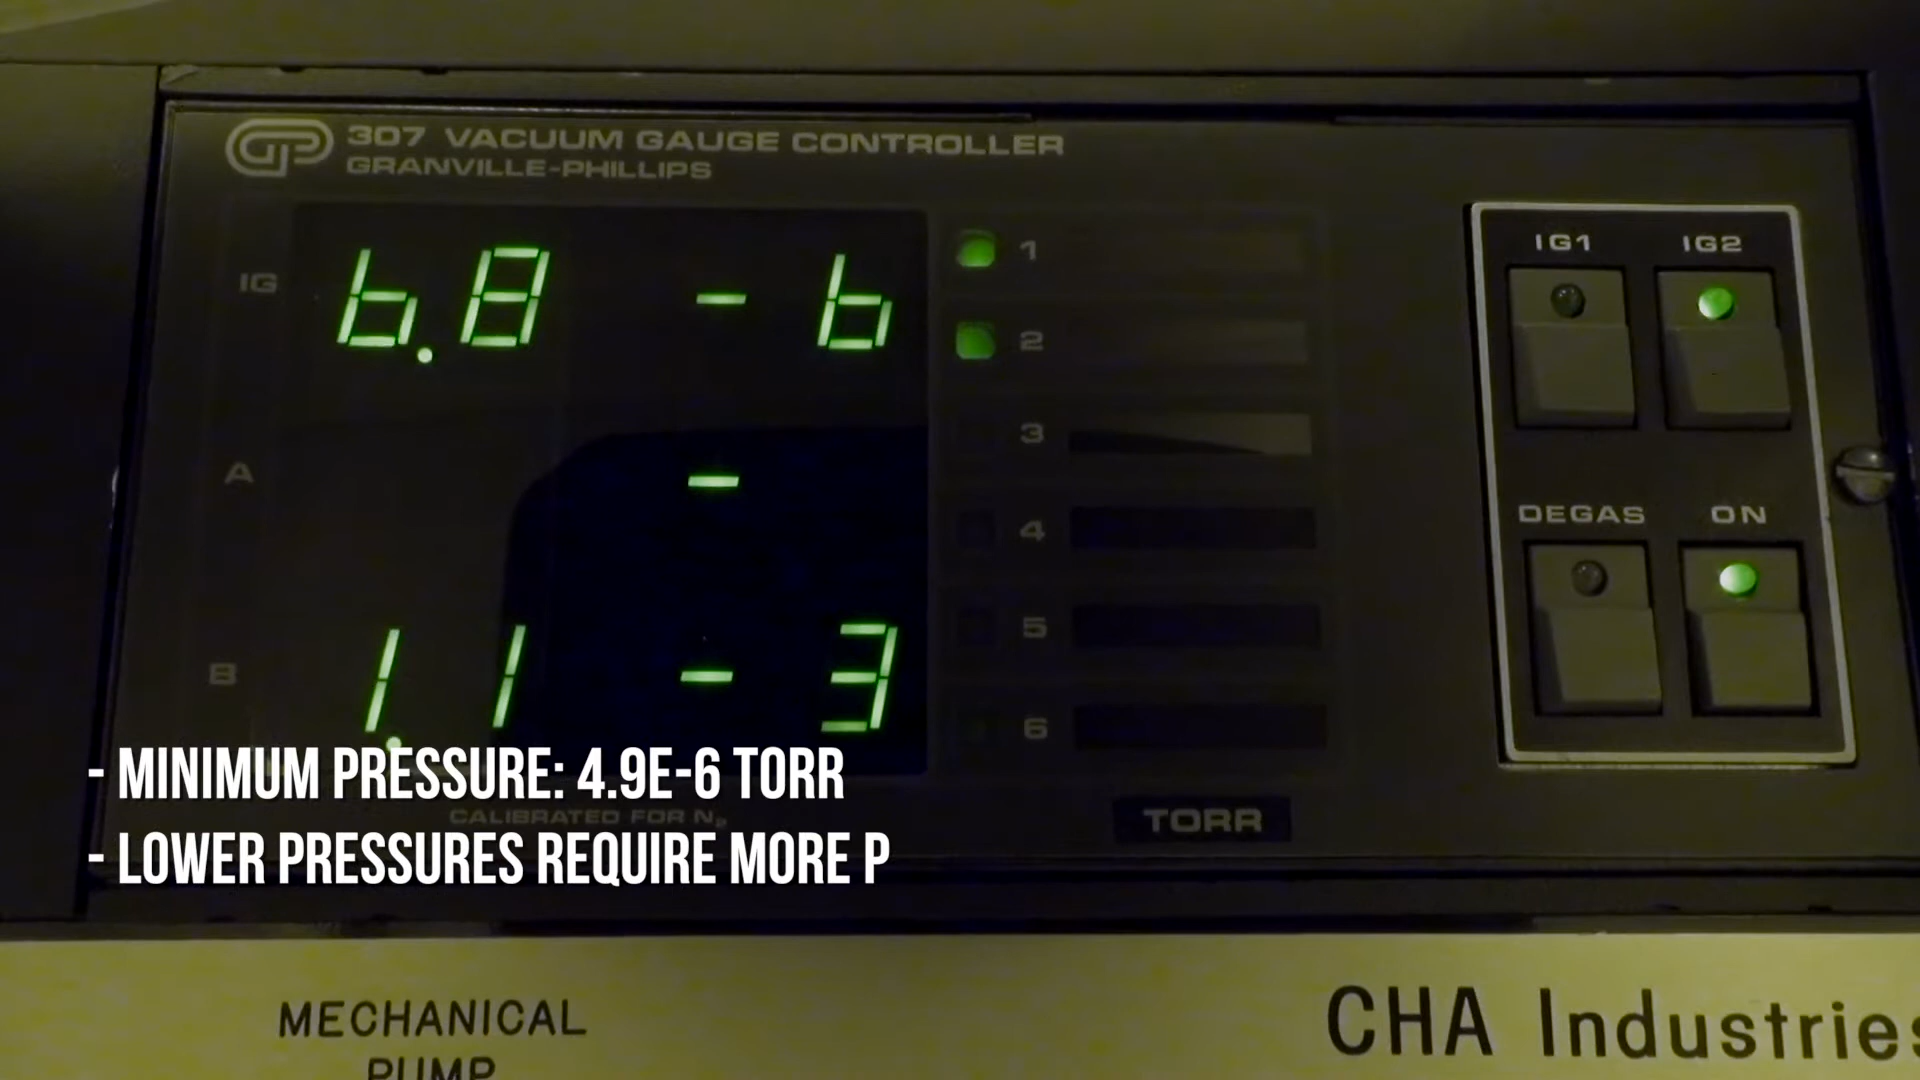 GP 307 VACUUM GAUGE CONTROLLER
GRANVILLE-PHILLIPS
IG 6.8 - 6
A -
B 1.1 - 3
1
2
3
4
5
6
IG1 IG2
DEGAS ON
- MINIMUM PRESSURE: 4.9E-6 TORR
CALIBRATED FOR N₂
TORR
- LOWER PRESSURES REQUIRE MORE P
MECHANICAL
PUMP
CHA Industries